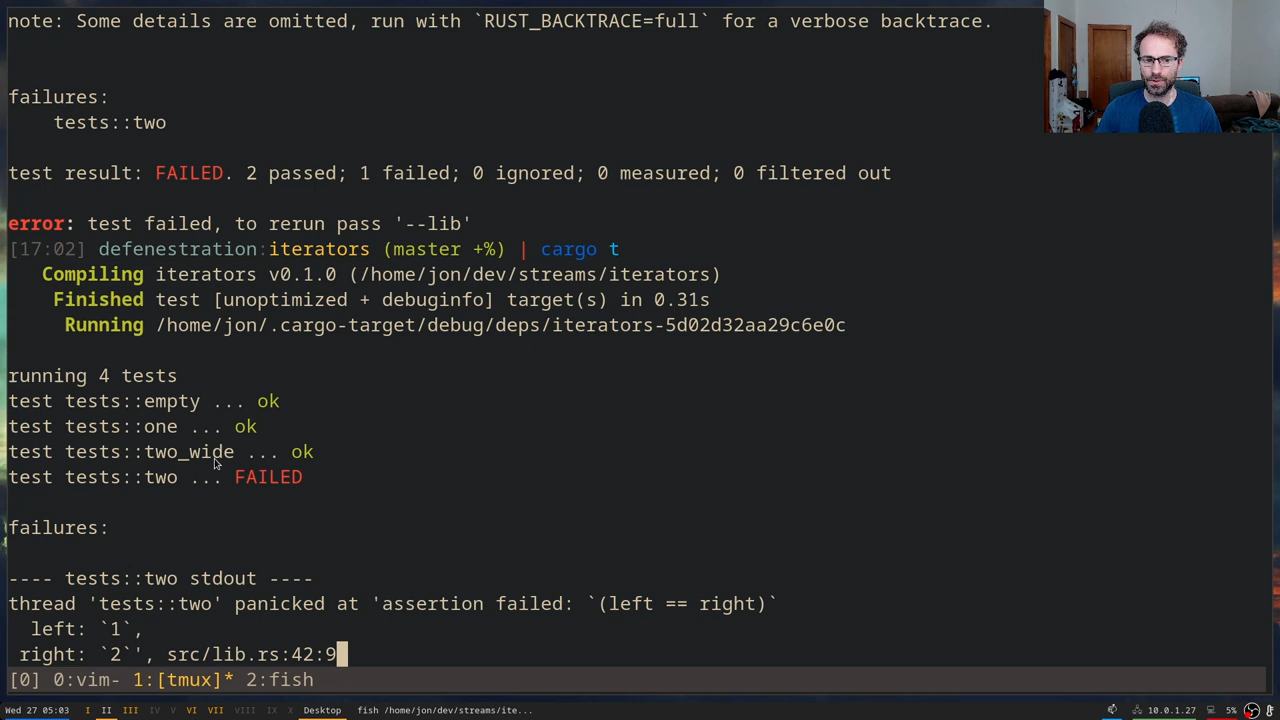 note: Some details are omitted, run with `RUST_BACKTRACE=full` for a verbose backtrace.
failures:
    tests::two
test result: FAILED. 2 passed; 1 failed; 0 ignored; 0 measured; 0 filtered out
error: test failed, to rerun pass '--lib'
[17:02] defenestration:iterators (master +%) | cargo t
   Compiling iterators v0.1.0 (/home/jon/dev/streams/iterators)
    Finished test [unoptimized + debuginfo] target(s) in 0.31s
     Running /home/jon/.cargo-target/debug/deps/iterators-5d02d32aa29c6e0c
running 4 tests
test tests::empty ... ok
test tests::one ... ok
test tests::two_wide ... ok
test tests::two ... FAILED
failures:
---- tests::two stdout ----
thread 'tests::two' panicked at 'assertion failed: `(left == right)`
  left: `1`,
 right: `2`', src/lib.rs:42:9
[0] 0:vim- 1:[tmux]* 2:fish
Wed 27 05:03 I II III IV V VI VII VIII IX X Desktop fish /home/jon/dev/streams/ite... 10.0.1.27 5%